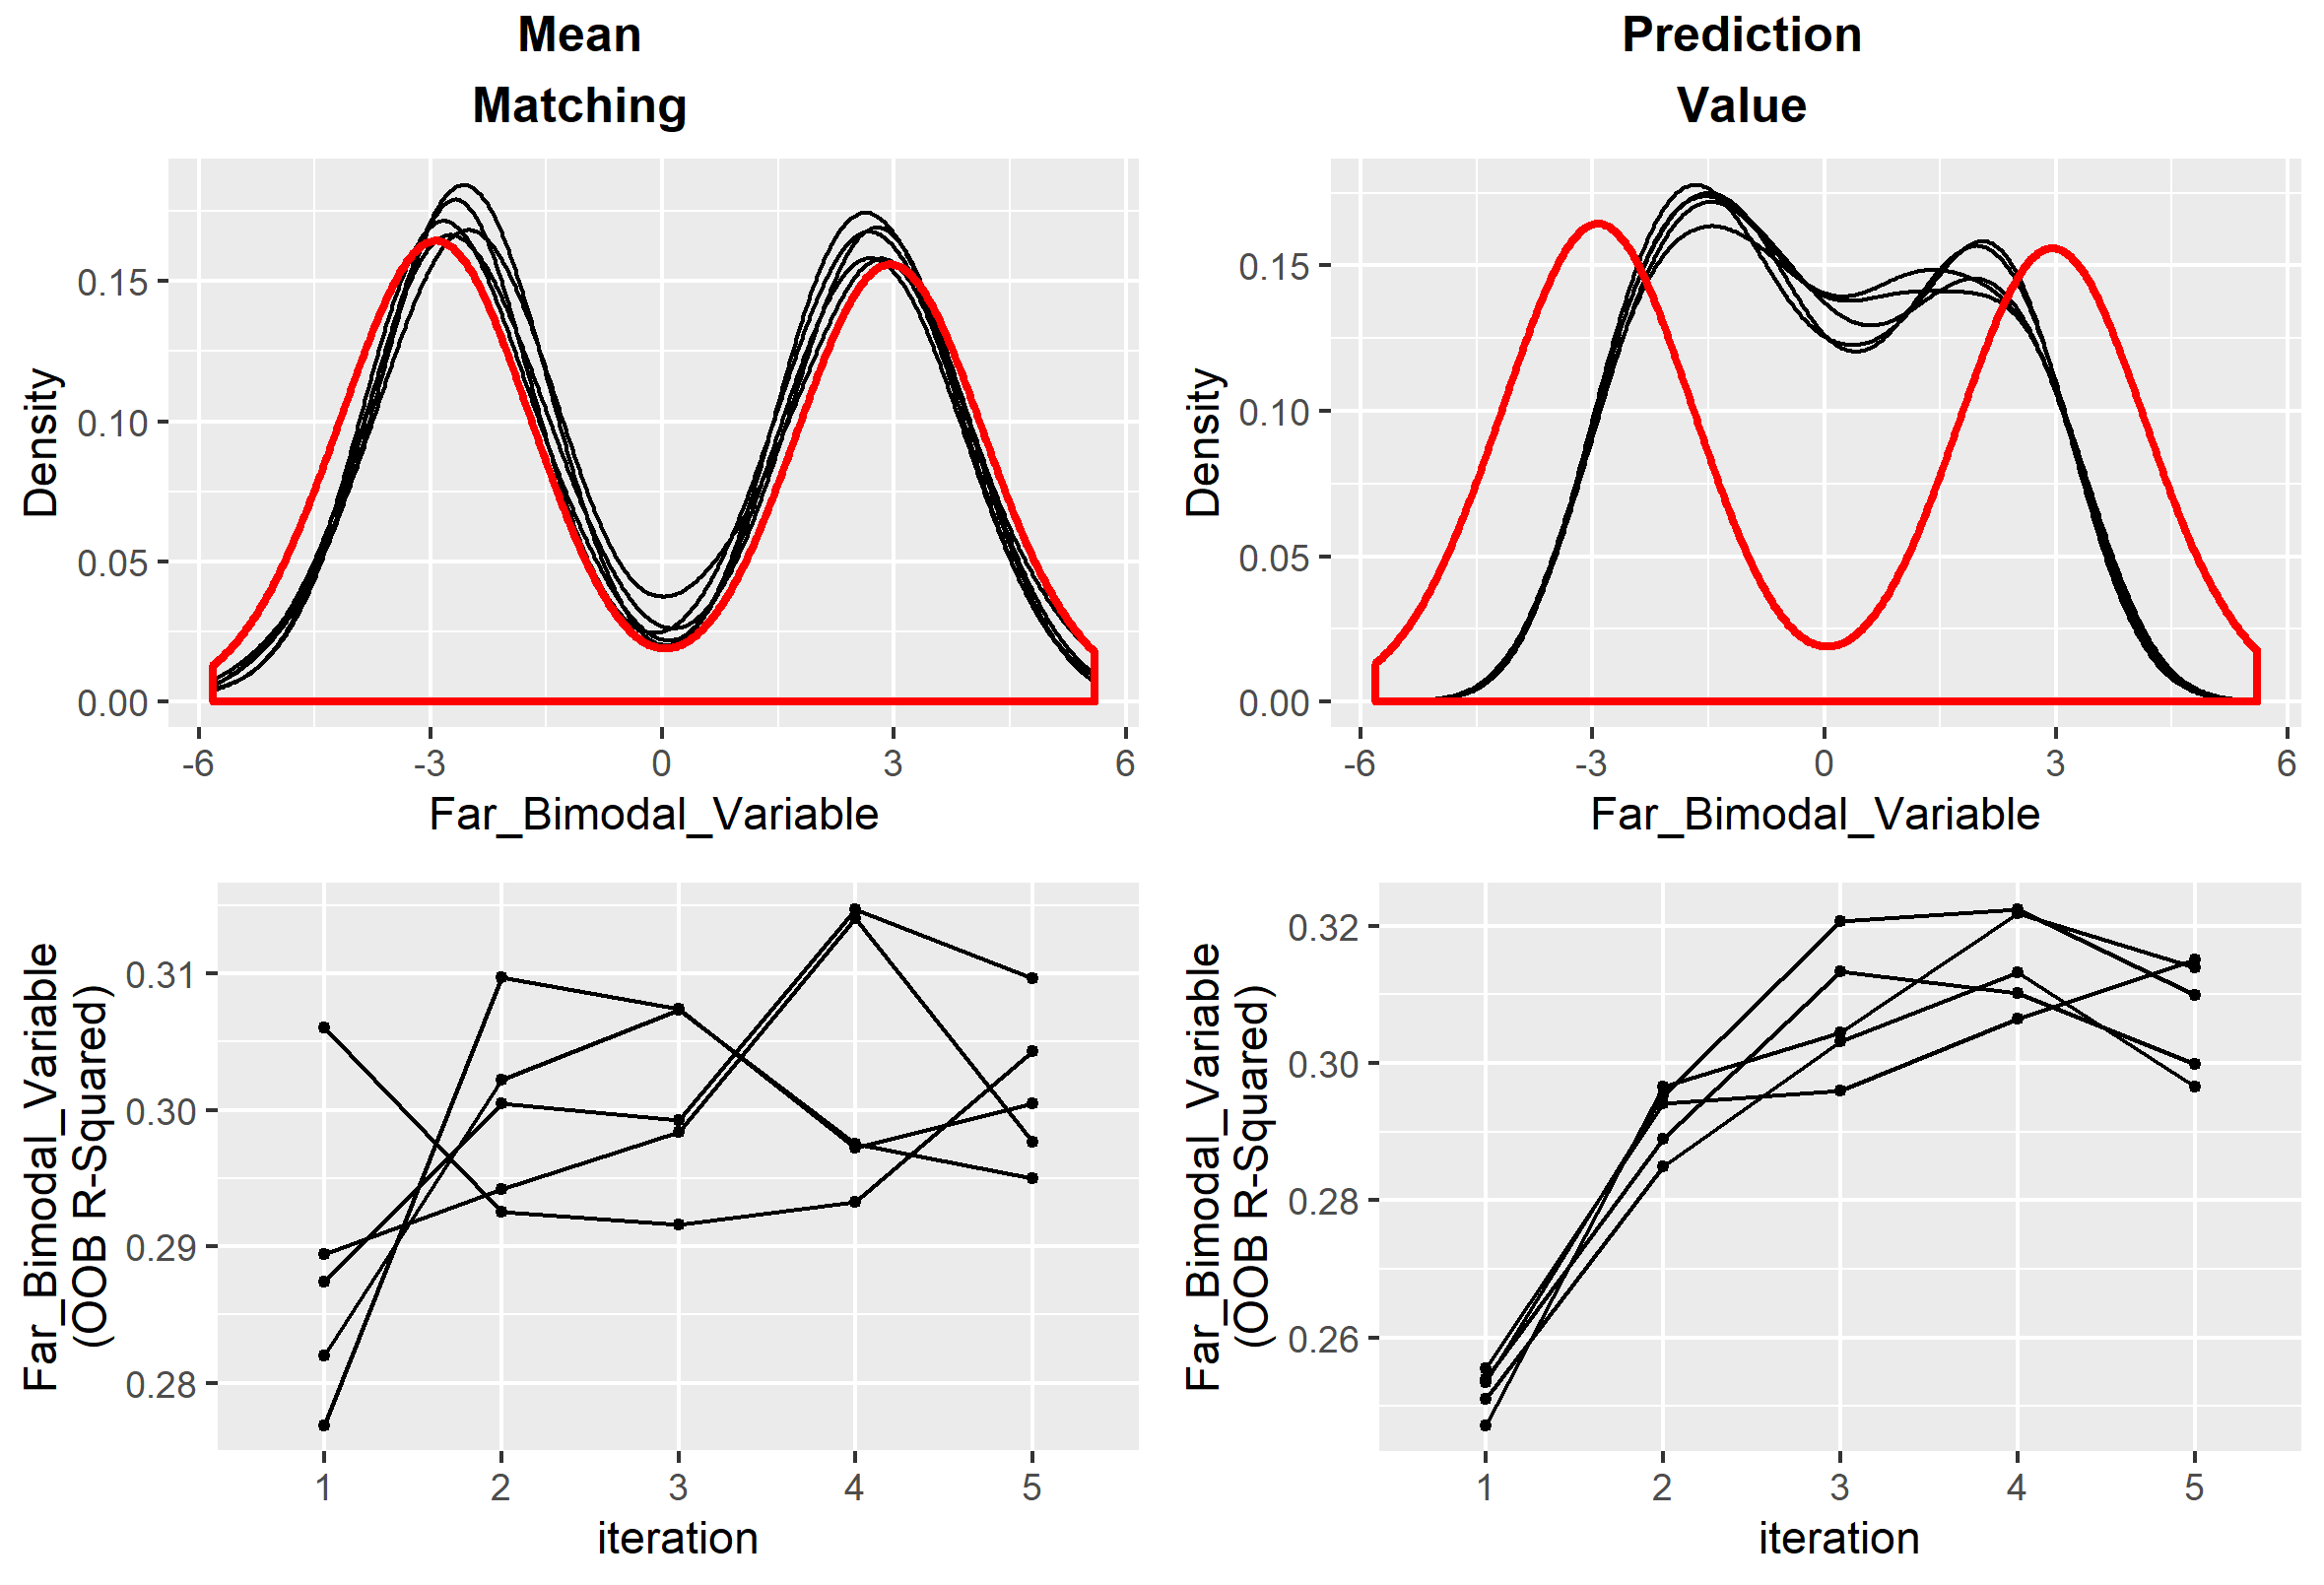 Mean
Matching
Prediction
Value
Density
0.15
0.10
0.05
0.00
-6 -3 0 3 6
Far_Bimodal_Variable
Density
0.15
0.10
0.05
0.00
-6 -3 0 3 6
Far_Bimodal_Variable
Far_Bimodal_Variable
(OOB R-Squared)
0.31
0.30
0.29
0.28
1 2 3 4 5
iteration
Far_Bimodal_Variable
(OOB R-Squared)
0.32
0.30
0.28
0.26
1 2 3 4 5
iteration